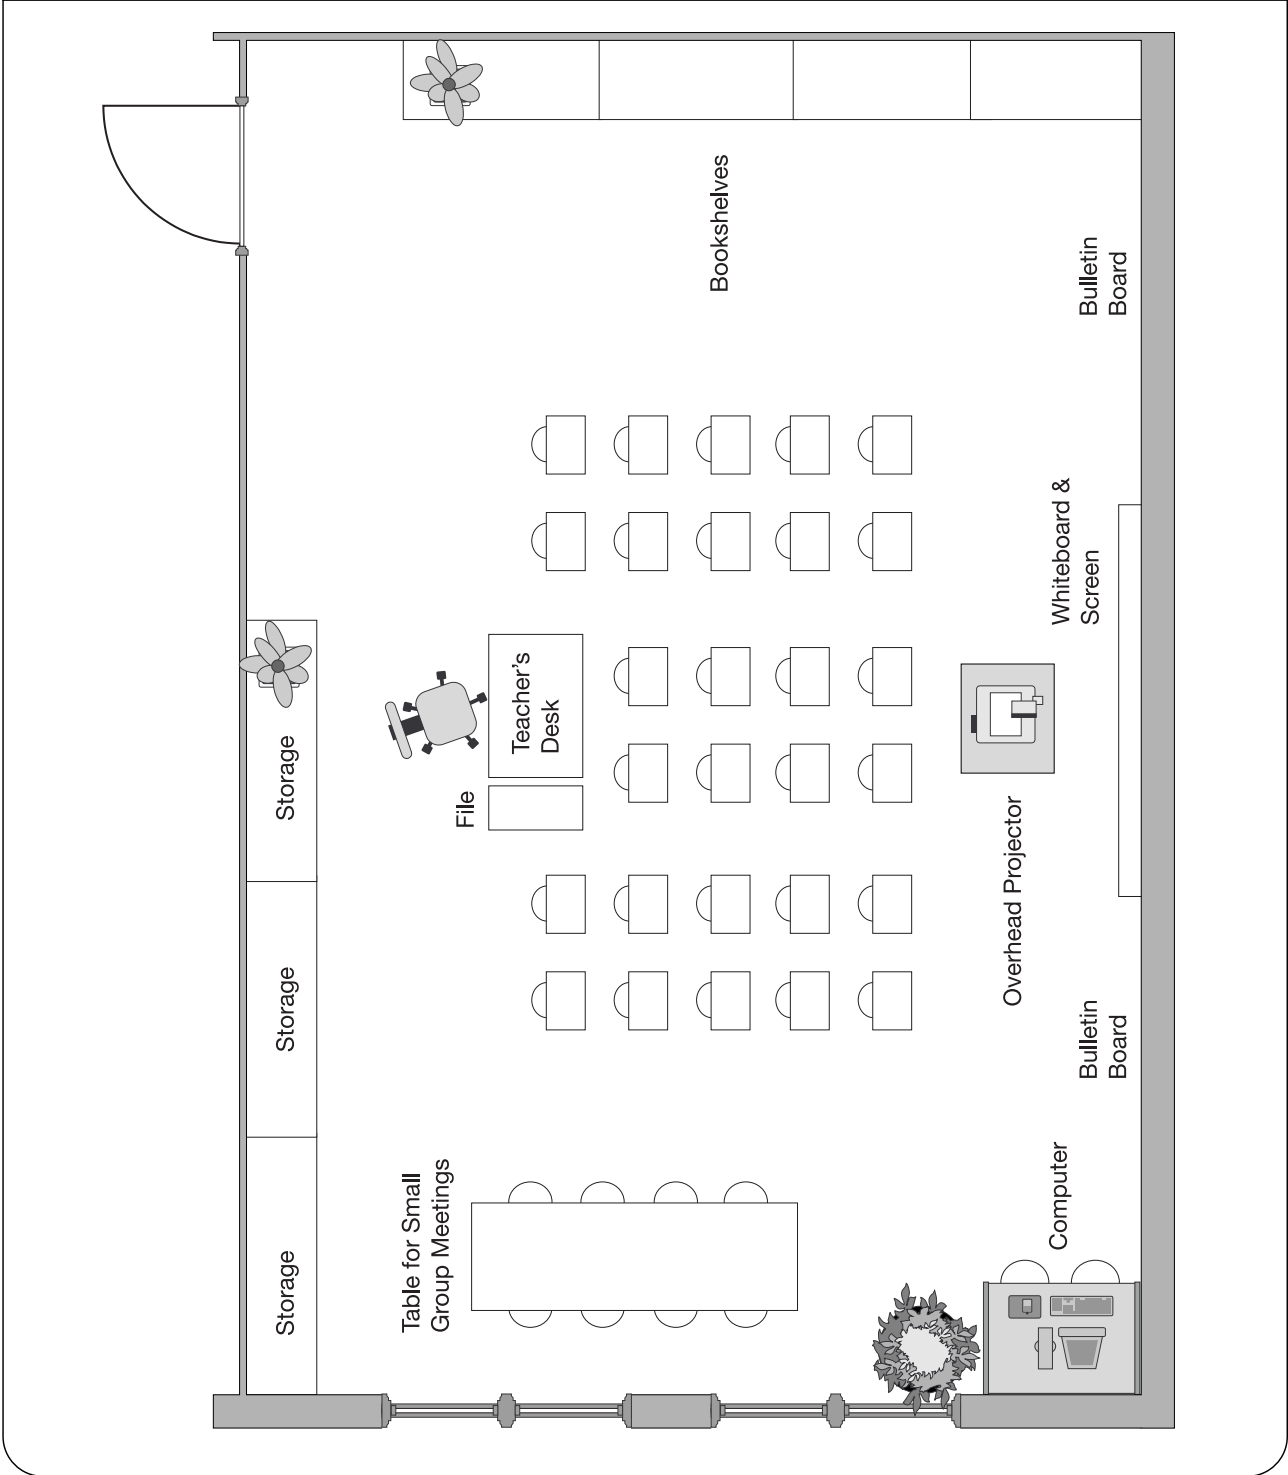 Bookshelves
Bulletin
Board
Whiteboard &
Screen
Teacher's
Desk
File
Storage
Overhead Projector
Storage
Bulletin
Board
Computer
Table for Small
Group Meetings
Storage